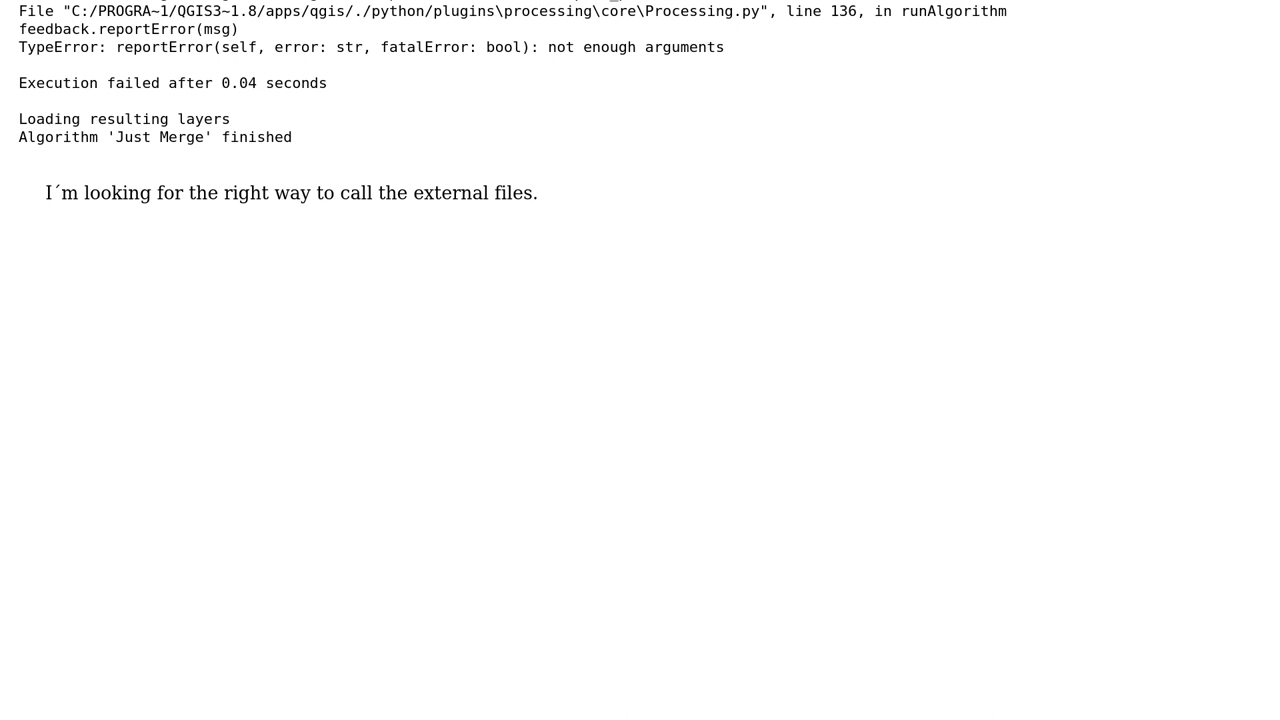 File "C:/PROGRA~1/QGIS3~1.8/apps/qgis/./python/plugins\processing\core\Processing.py", line 136, in runAlgorithm
feedback.reportError(msg)
TypeError: reportError(self, error: str, fatalError: bool): not enough arguments
Execution failed after 0.04 seconds
Loading resulting layers
Algorithm 'Just Merge' finished
I´m looking for the right way to call the external files.